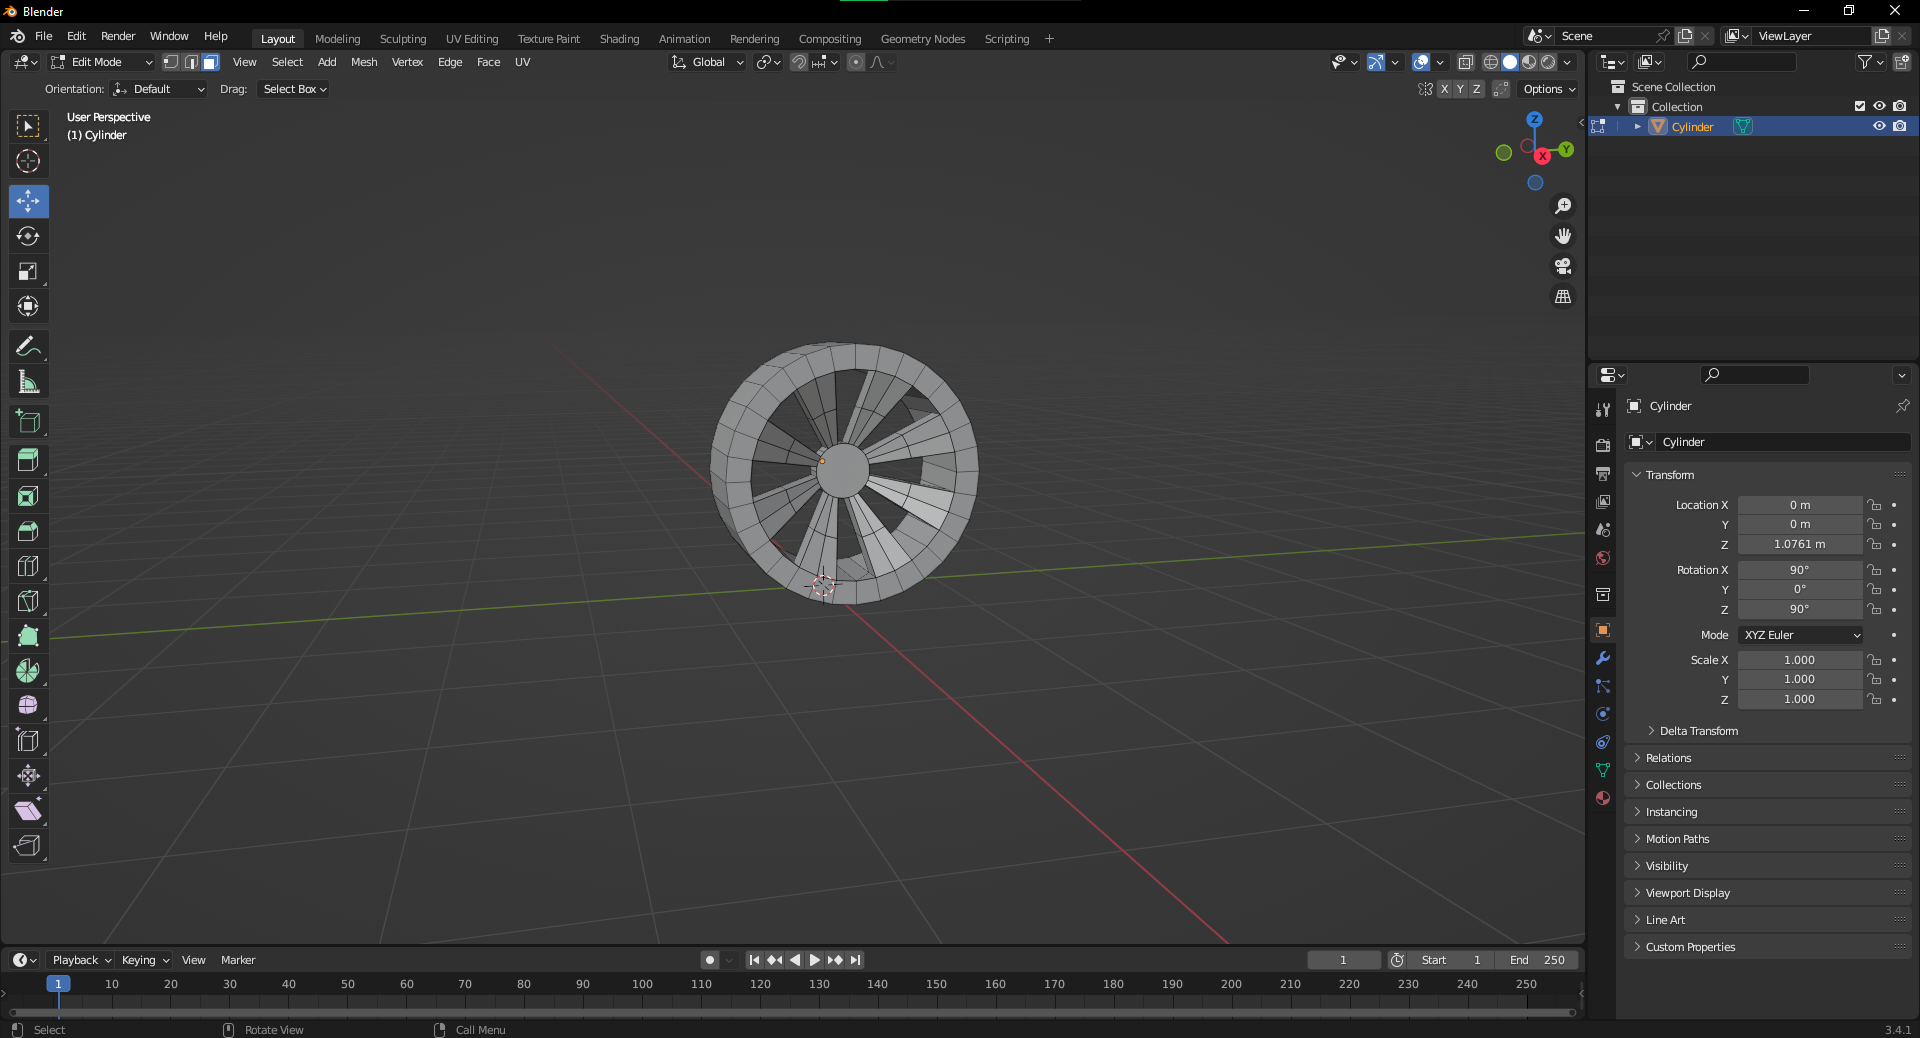 Blender
File Edit Render Window Help Layout Modeling Sculpting UV Editing Texture Paint Shading Animation Rendering Compositing Geometry Nodes Scripting + Scene ViewLayer
Edit Mode View Select Add Mesh Vertex Edge Face UV Global
Orientation: Default Drag: Select Box X Y Z Options
User Perspective
(1) Cylinder
Z
Y
X
Scene Collection
Collection
Cylinder
Cylinder
Cylinder
Transform
Location X 0 m
Y 0 m
Z 1.0761 m
Rotation X 90°
Y 0°
Z 90°
Mode XYZ Euler
Scale X 1.000
Y 1.000
Z 1.000
Delta Transform
Relations
Collections
Instancing
Motion Paths
Visibility
Viewport Display
Line Art
Custom Properties
Playback Keying View Marker 1 Start 1 End 250
1 10 20 30 40 50 60 70 80 90 100 110 120 130 140 150 160 170 180 190 200 210 220 230 240 250
Select Rotate View Call Menu 3.4.1